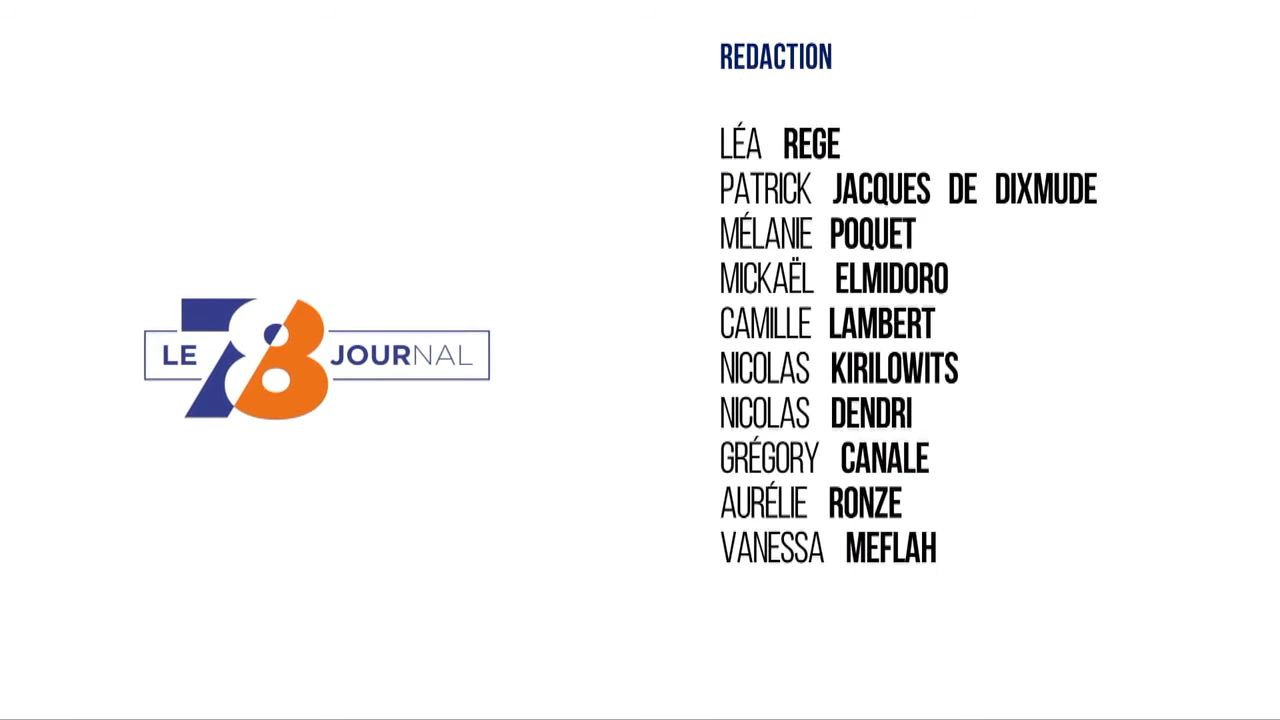 LE 78 JOURNAL
REDACTION
LÉA REGE
PATRICK JACQUES DE DIXMUDE
MÉLANIE POQUET
MICKAËL ELMIDORO
CAMILLE LAMBERT
NICOLAS KIRILOWITS
NICOLAS DENDRI
GRÉGORY CANALE
AURÉLIE RONZE
VANESSA MEFLAH